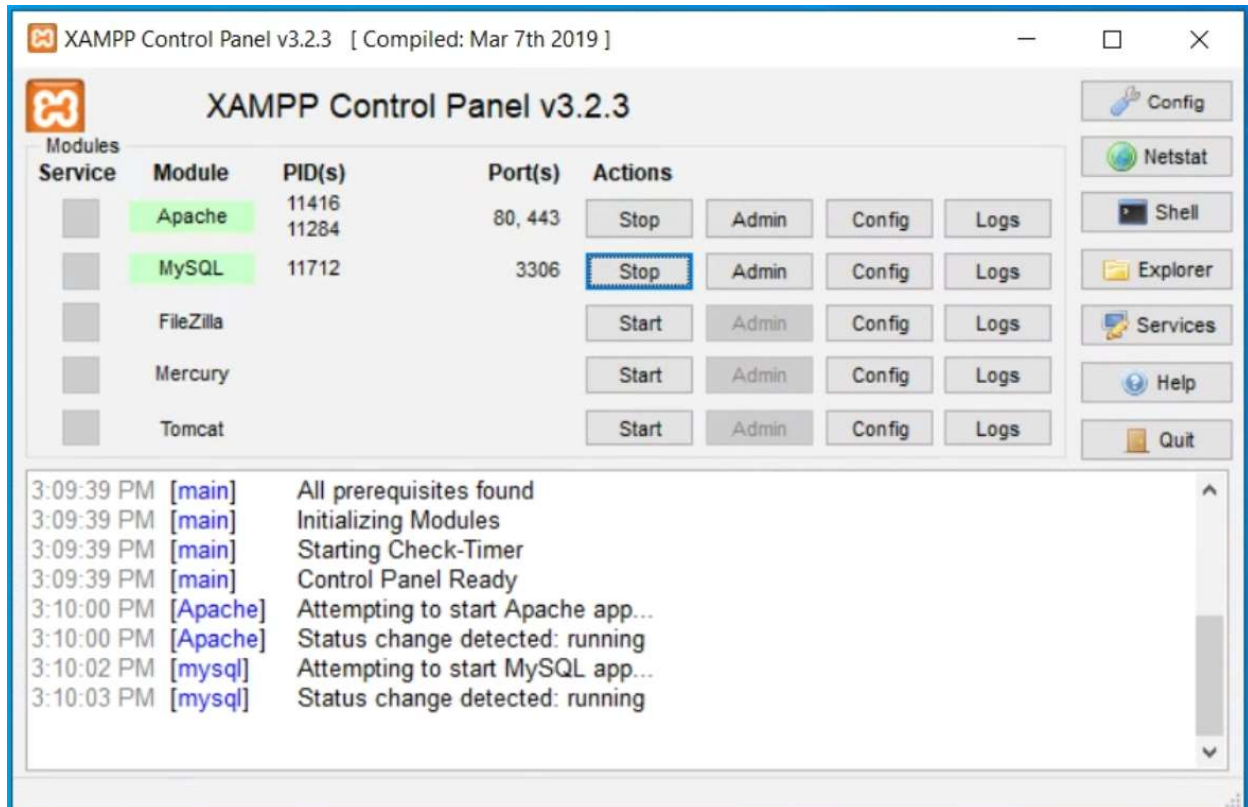 XAMPP Control Panel v3.2.3 [ Compiled: Mar 7th 2019 ]
XAMPP Control Panel v3.2.3
Config
Netstat
Shell
Explorer
Services
Help
Quit
Modules
Service Module PID(s) Port(s) Actions
Apache 11416 11284 80, 443 Stop Admin Config Logs
MySQL 11712 3306 Stop Admin Config Logs
FileZilla Start Admin Config Logs
Mercury Start Admin Config Logs
Tomcat Start Admin Config Logs
3:09:39 PM [main] All prerequisites found
3:09:39 PM [main] Initializing Modules
3:09:39 PM [main] Starting Check-Timer
3:09:39 PM [main] Control Panel Ready
3:10:00 PM [Apache] Attempting to start Apache app...
3:10:00 PM [Apache] Status change detected: running
3:10:02 PM [mysql] Attempting to start MySQL app...
3:10:03 PM [mysql] Status change detected: running